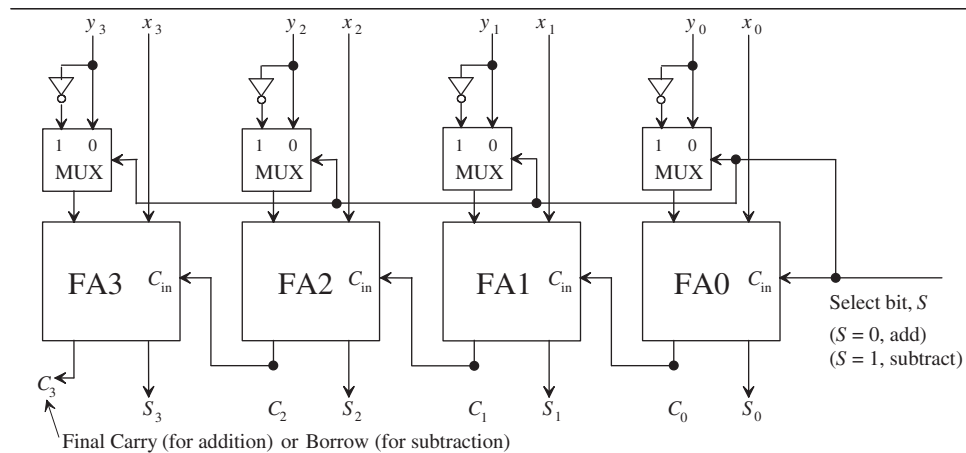 y3 x3 y2 x2 y1 x1 y0 x0
1 0 1 0 1 0 1 0
MUX MUX MUX MUX
FA3 Cin FA2 Cin FA1 Cin FA0 Cin
Select bit, S
(S = 0, add)
(S = 1, subtract)
C3 S3 C2 S2 C1 S1 C0 S0
Final Carry (for addition) or Borrow (for subtraction)